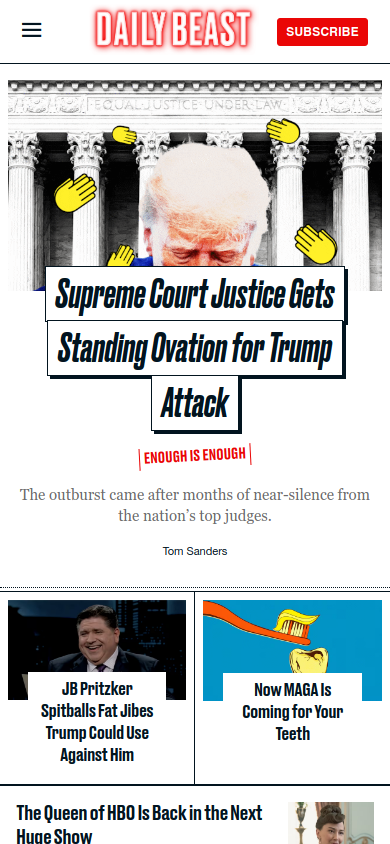 DAILY BEAST
SUBSCRIBE
EQUAL·JUSTICE·UNDER·LAW
Supreme Court Justice Gets
Standing Ovation for Trump
Attack
ENOUGH IS ENOUGH
The outburst came after months of near-silence from
the nation’s top judges.
Tom Sanders
JB Pritzker
Spitballs Fat Jibes
Trump Could Use
Against Him
Now MAGA Is
Coming for Your
Teeth
The Queen of HBO Is Back in the Next
Huge Show